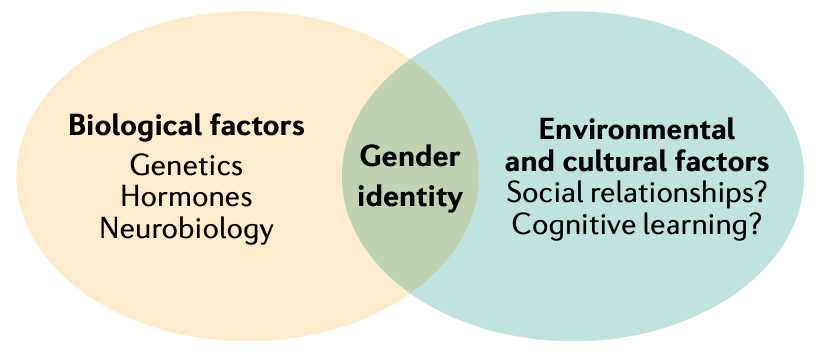 Biological factors
Genetics
Hormones
Neurobiology
Gender
identity
Environmental
and cultural factors
Social relationships?
Cognitive learning?